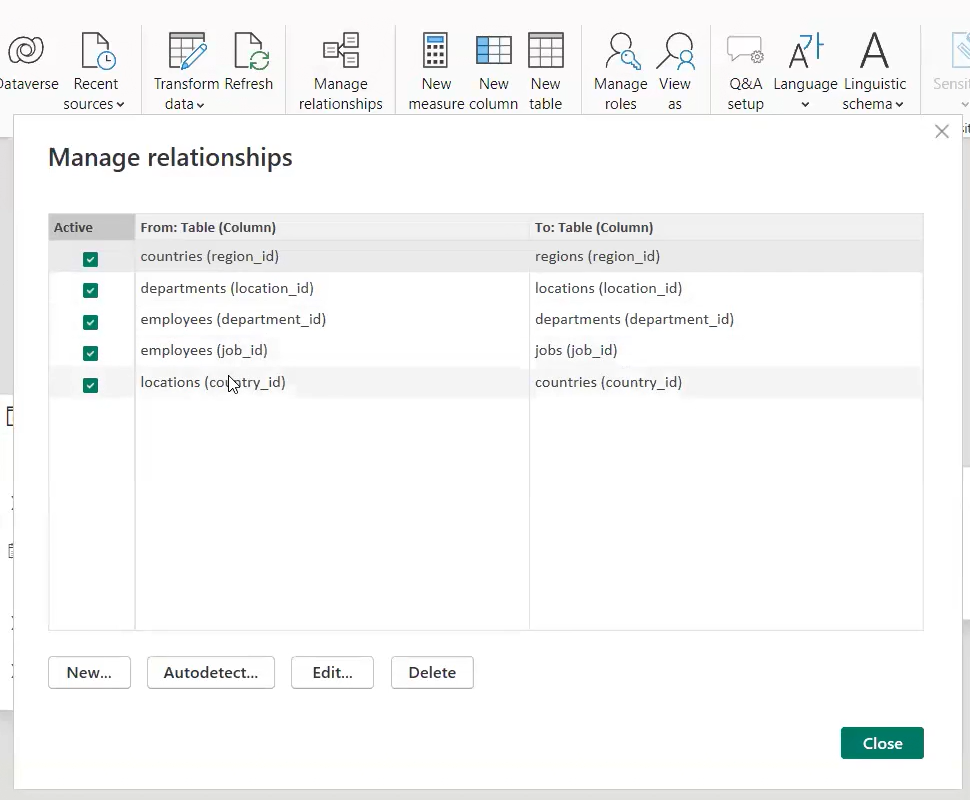 Dataverse
Recent sources
Transform data
Refresh
Manage relationships
New measure
New column
New table
Manage roles
View as
Q&A setup
Language
Linguistic schema
Manage relationships
Active From: Table (Column) To: Table (Column)
countries (region_id) regions (region_id)
departments (location_id) locations (location_id)
employees (department_id) departments (department_id)
employees (job_id) jobs (job_id)
locations (country_id) countries (country_id)
New... Autodetect... Edit... Delete
Close